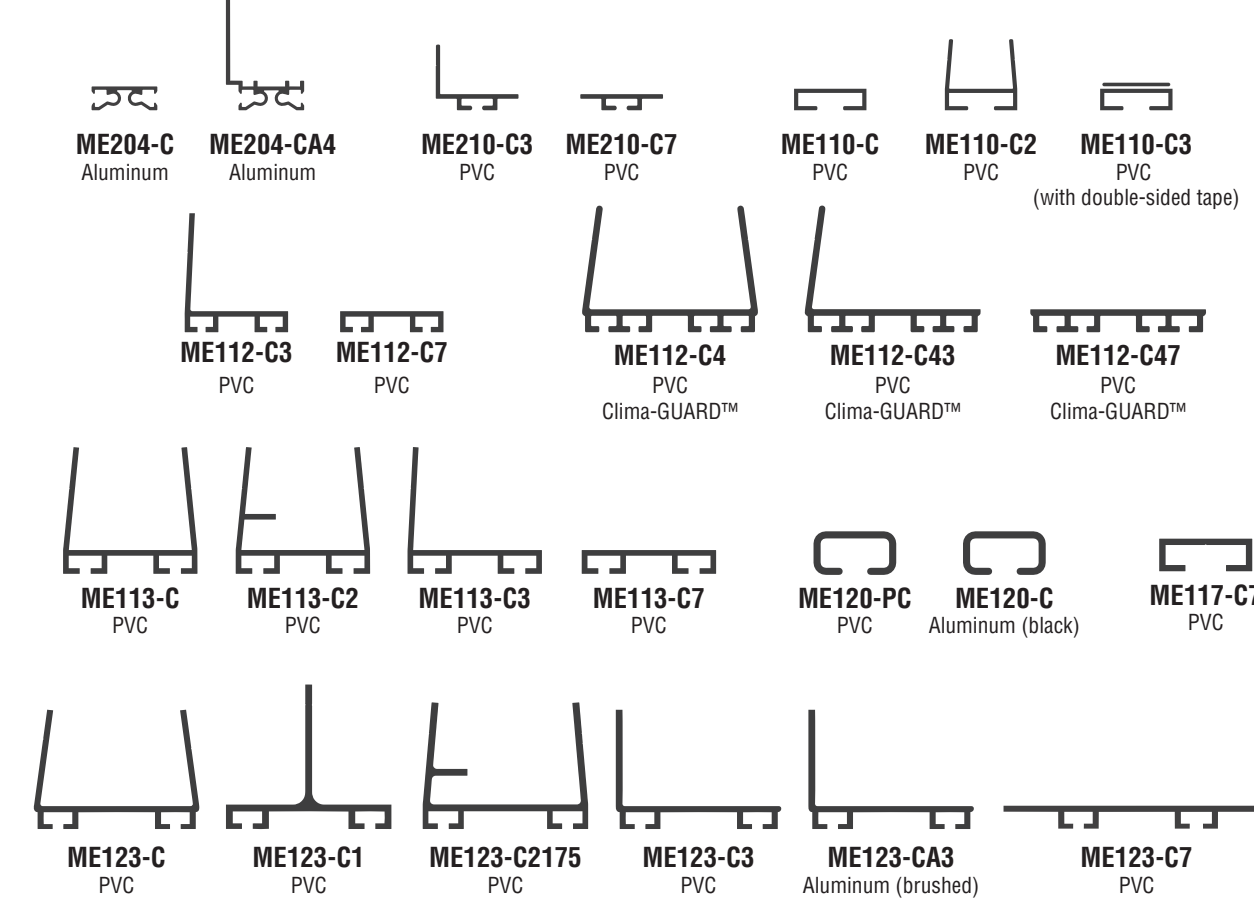 ME204-C
Aluminum
ME204-CA4
Aluminum
ME210-C3
PVC
ME210-C7
PVC
ME110-C
PVC
ME110-C2
PVC
ME110-C3
PVC
(with double-sided tape)
ME112-C3
PVC
ME112-C7
PVC
ME112-C4
PVC
Clima-GUARD™
ME112-C43
PVC
Clima-GUARD™
ME112-C47
PVC
Clima-GUARD™
ME113-C
PVC
ME113-C2
PVC
ME113-C3
PVC
ME113-C7
PVC
ME120-PC
PVC
ME120-C
Aluminum (black)
ME117-C7
PVC
ME123-C
PVC
ME123-C1
PVC
ME123-C2175
PVC
ME123-C3
PVC
ME123-CA3
Aluminum (brushed)
ME123-C7
PVC